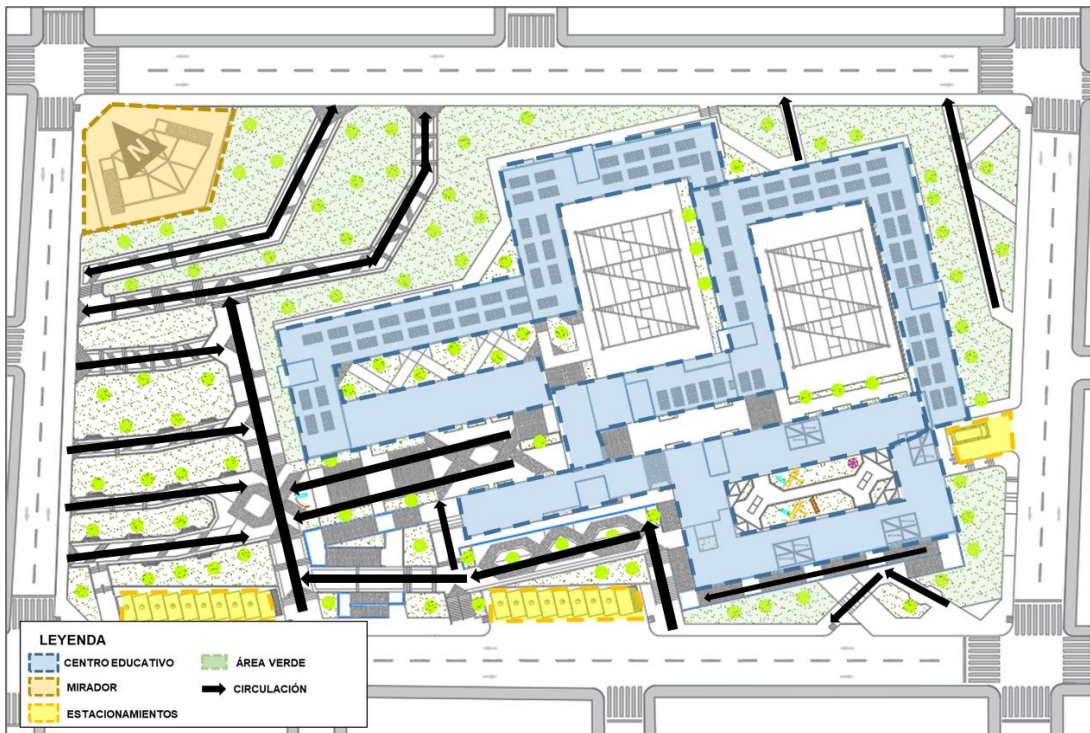 N
LEYENDA
CENTRO EDUCATIVO
ÁREA VERDE
MIRADOR
CIRCULACIÓN
ESTACIONAMIENTOS